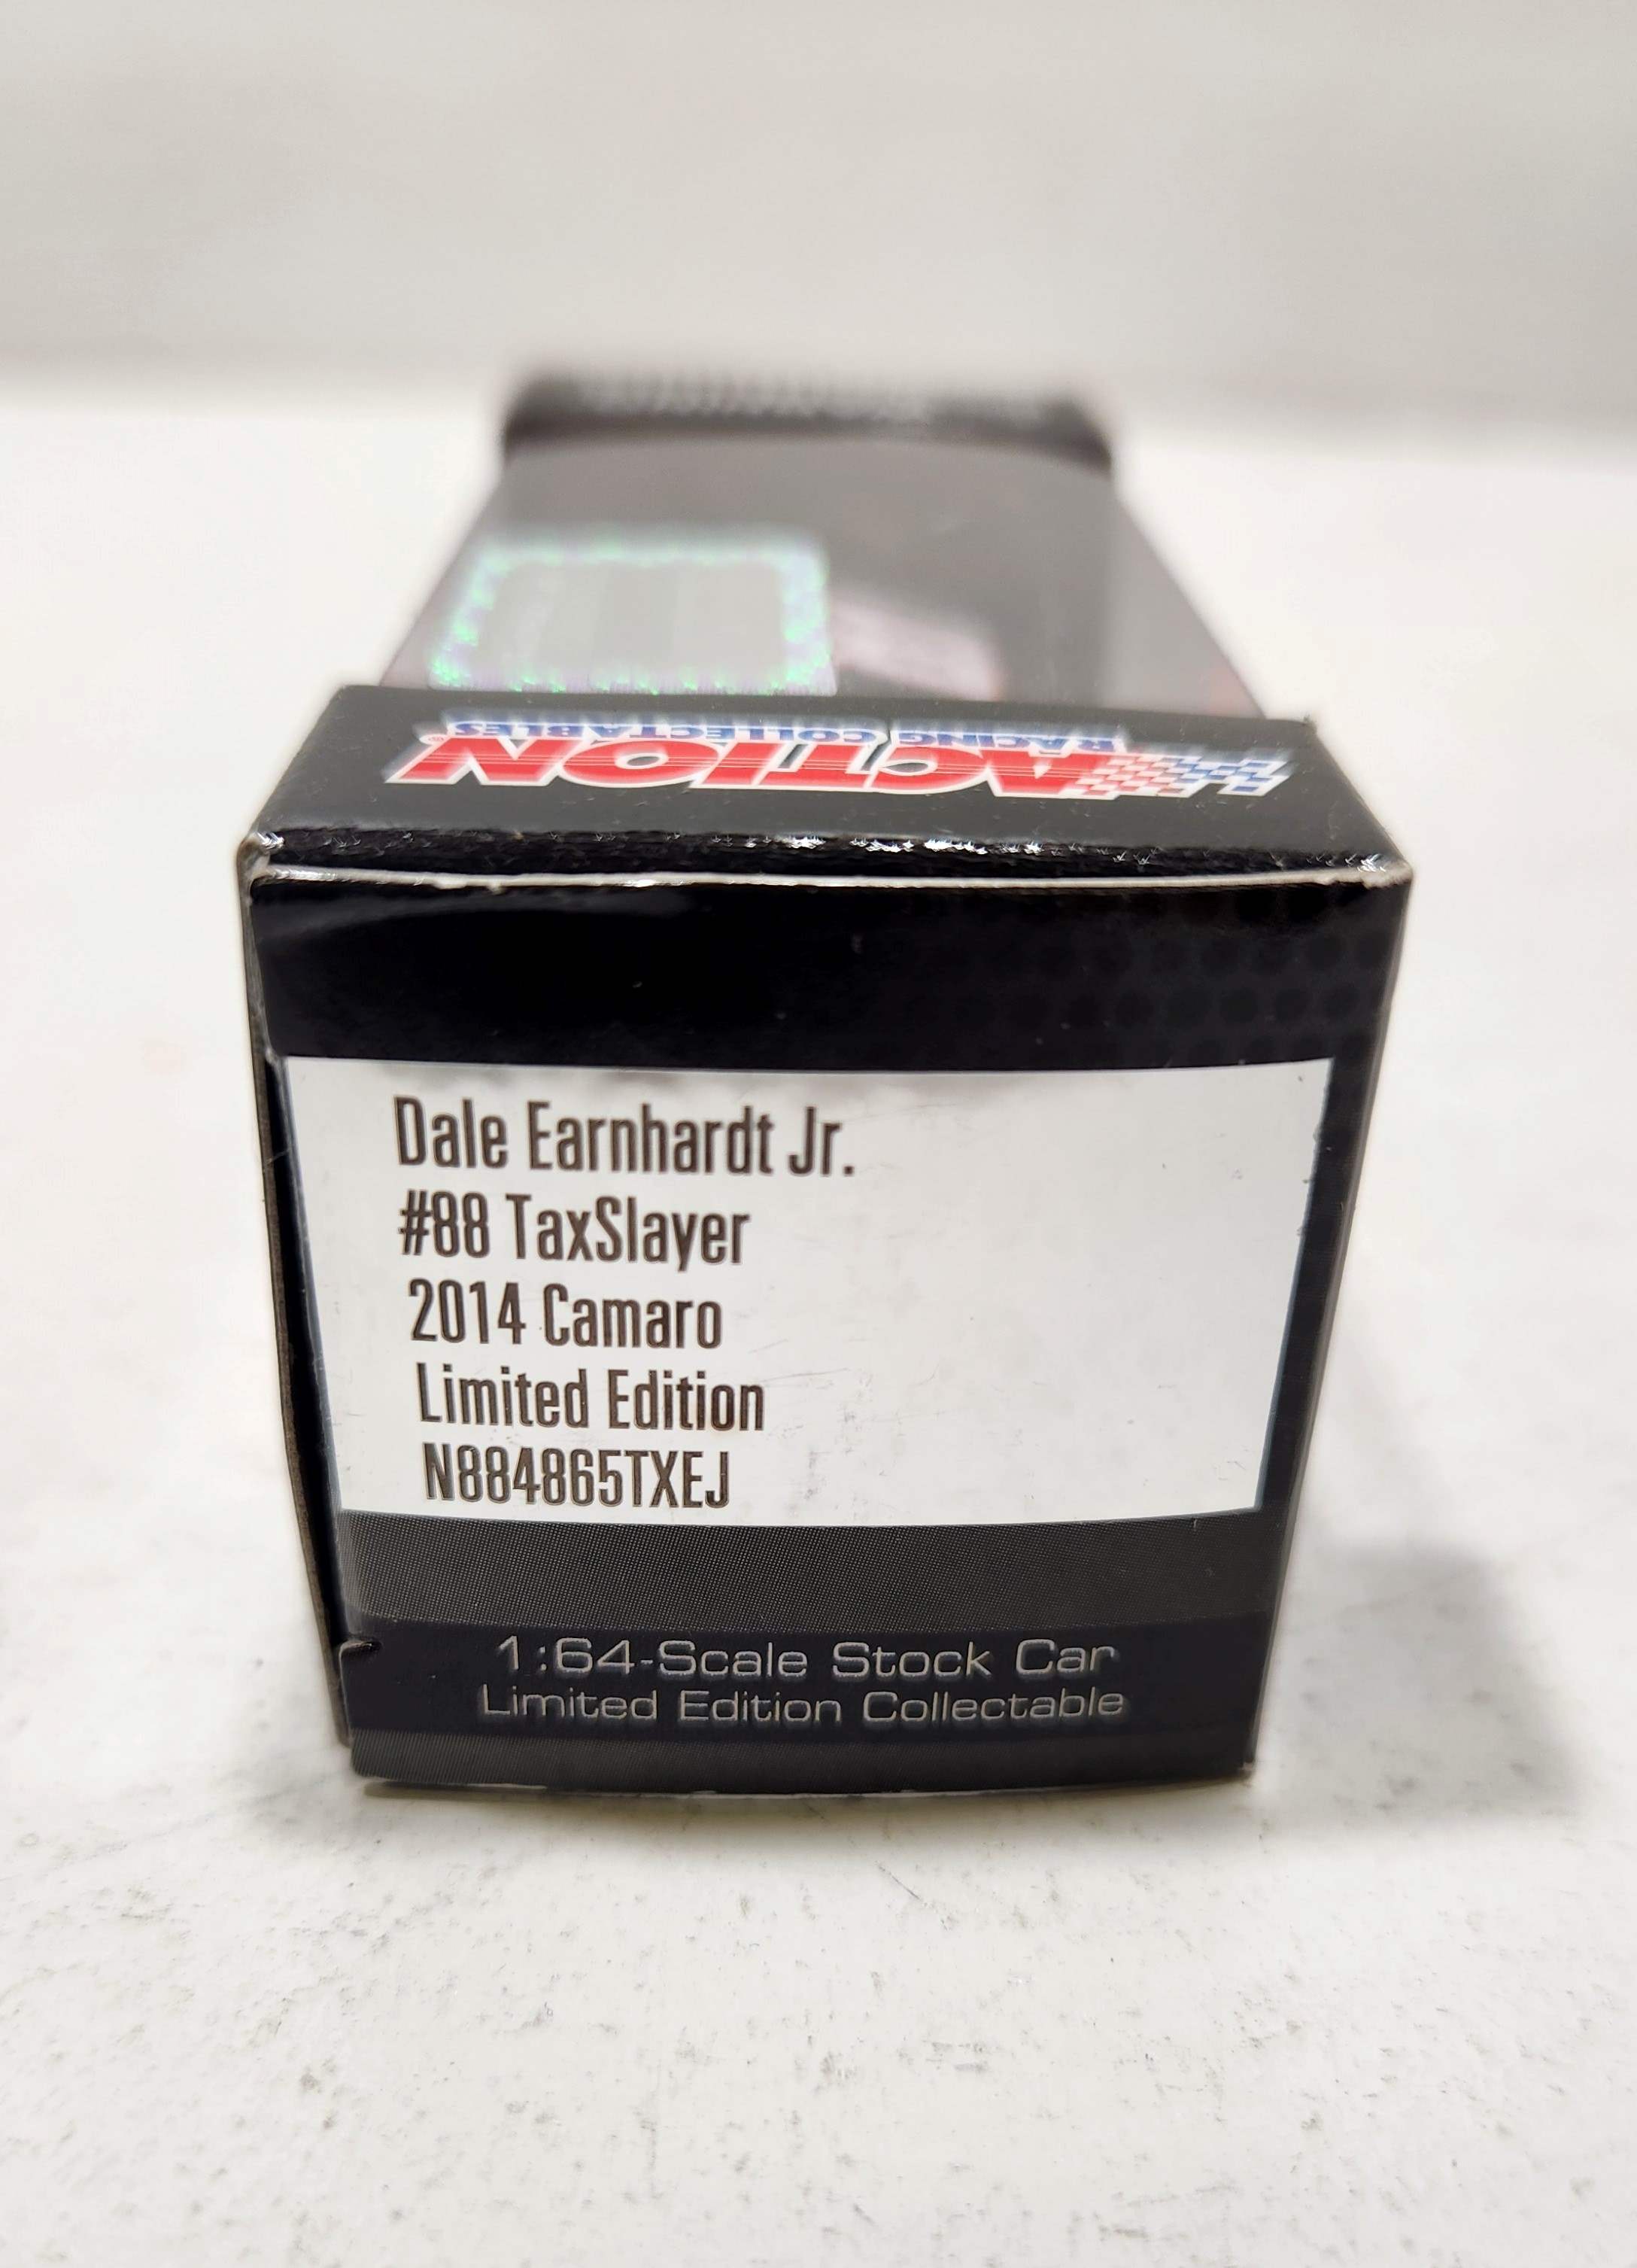 ACTION
RACING COLLECTABLES
Dale Earnhardt Jr.
#88 TaxSlayer
2014 Camaro
Limited Edition
N884865TXEJ
1:64-Scale Stock Car
Limited Edition Collectable